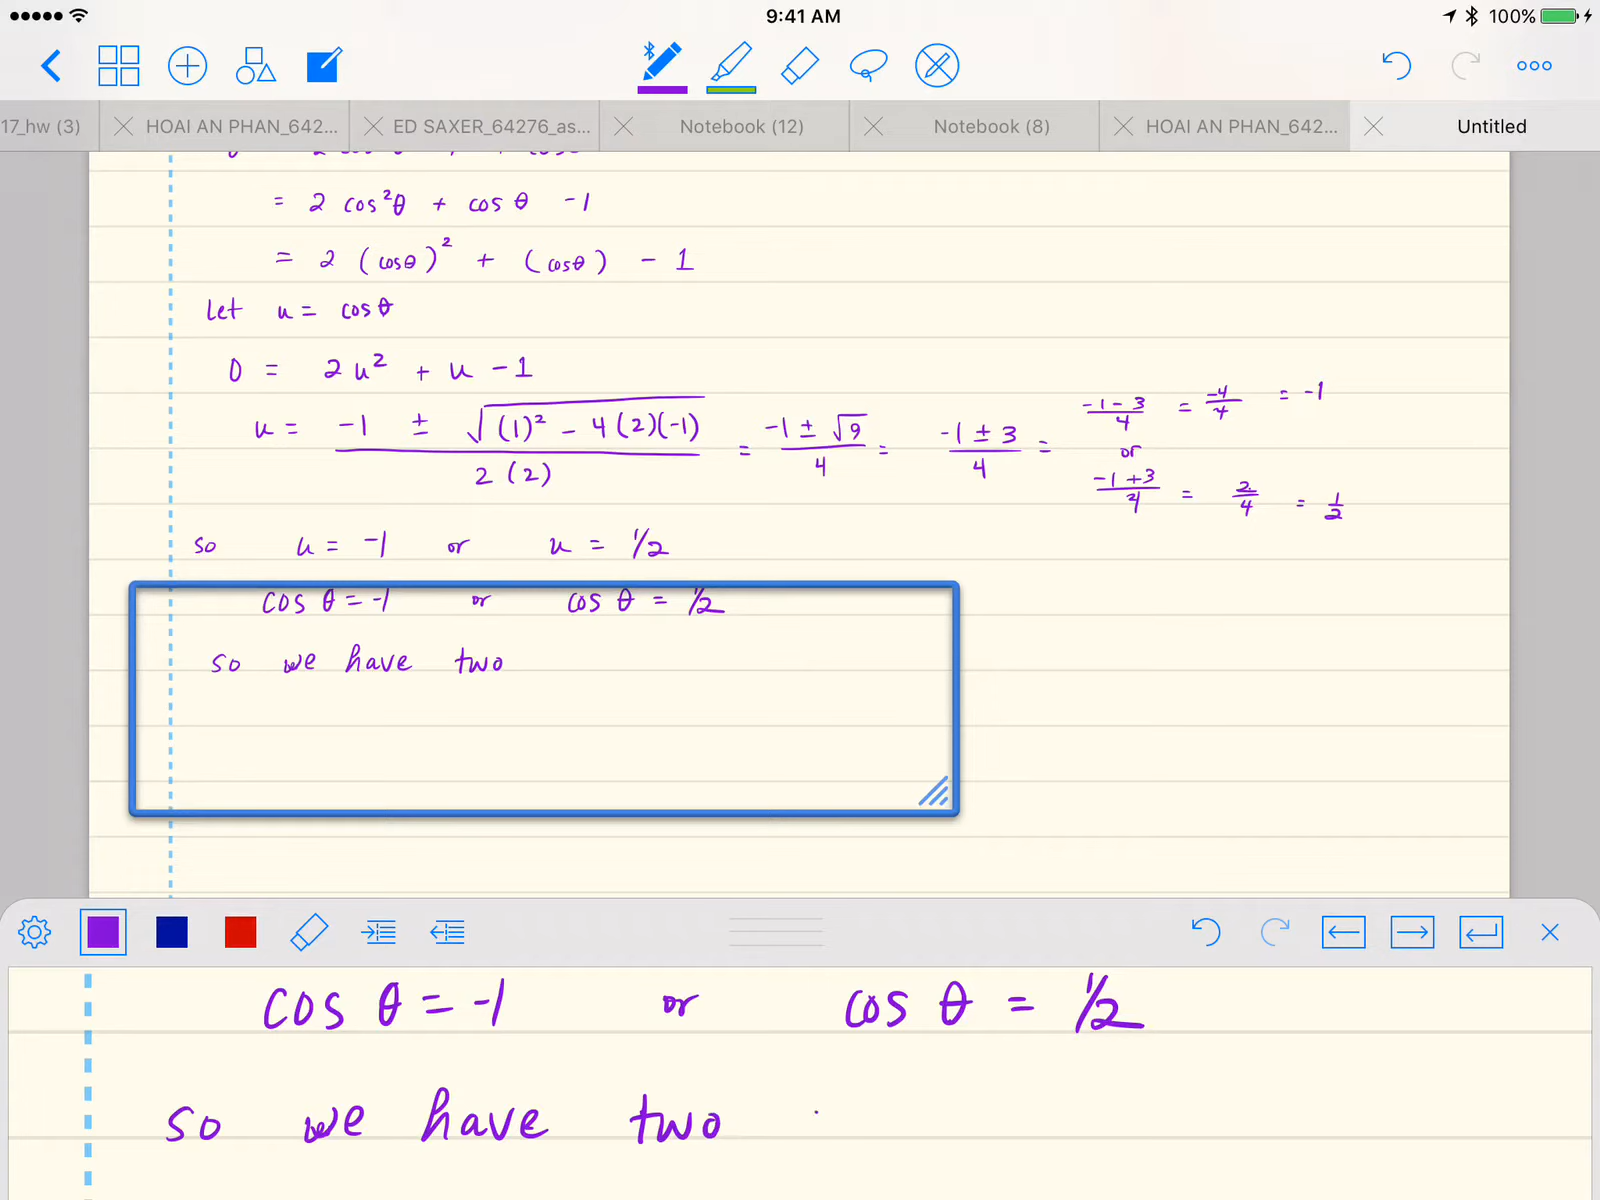 9:41 AM 100%
17_hw (3) HOAI AN PHAN_642... ED SAXER_64276_as... Notebook (12) Notebook (8) HOAI AN PHAN_642... Untitled
= 2 cos²θ + cos θ -1
= 2 (cosθ)² + (cosθ) - 1
Let u = cos θ
0 = 2u² + u -1
u = -1 ± √(1)² - 4(2)(-1) / 2(2) = -1 ± √9 / 4 = -1 ± 3 / 4 = -1-3 / 4 = -4/4 = -1
or
-1+3 / 4 = 2/4 = 1/2
so u = -1 or u = 1/2
cos θ = -1 or cos θ = 1/2
so we have two
cos θ = -1 or cos θ = 1/2
so we have two